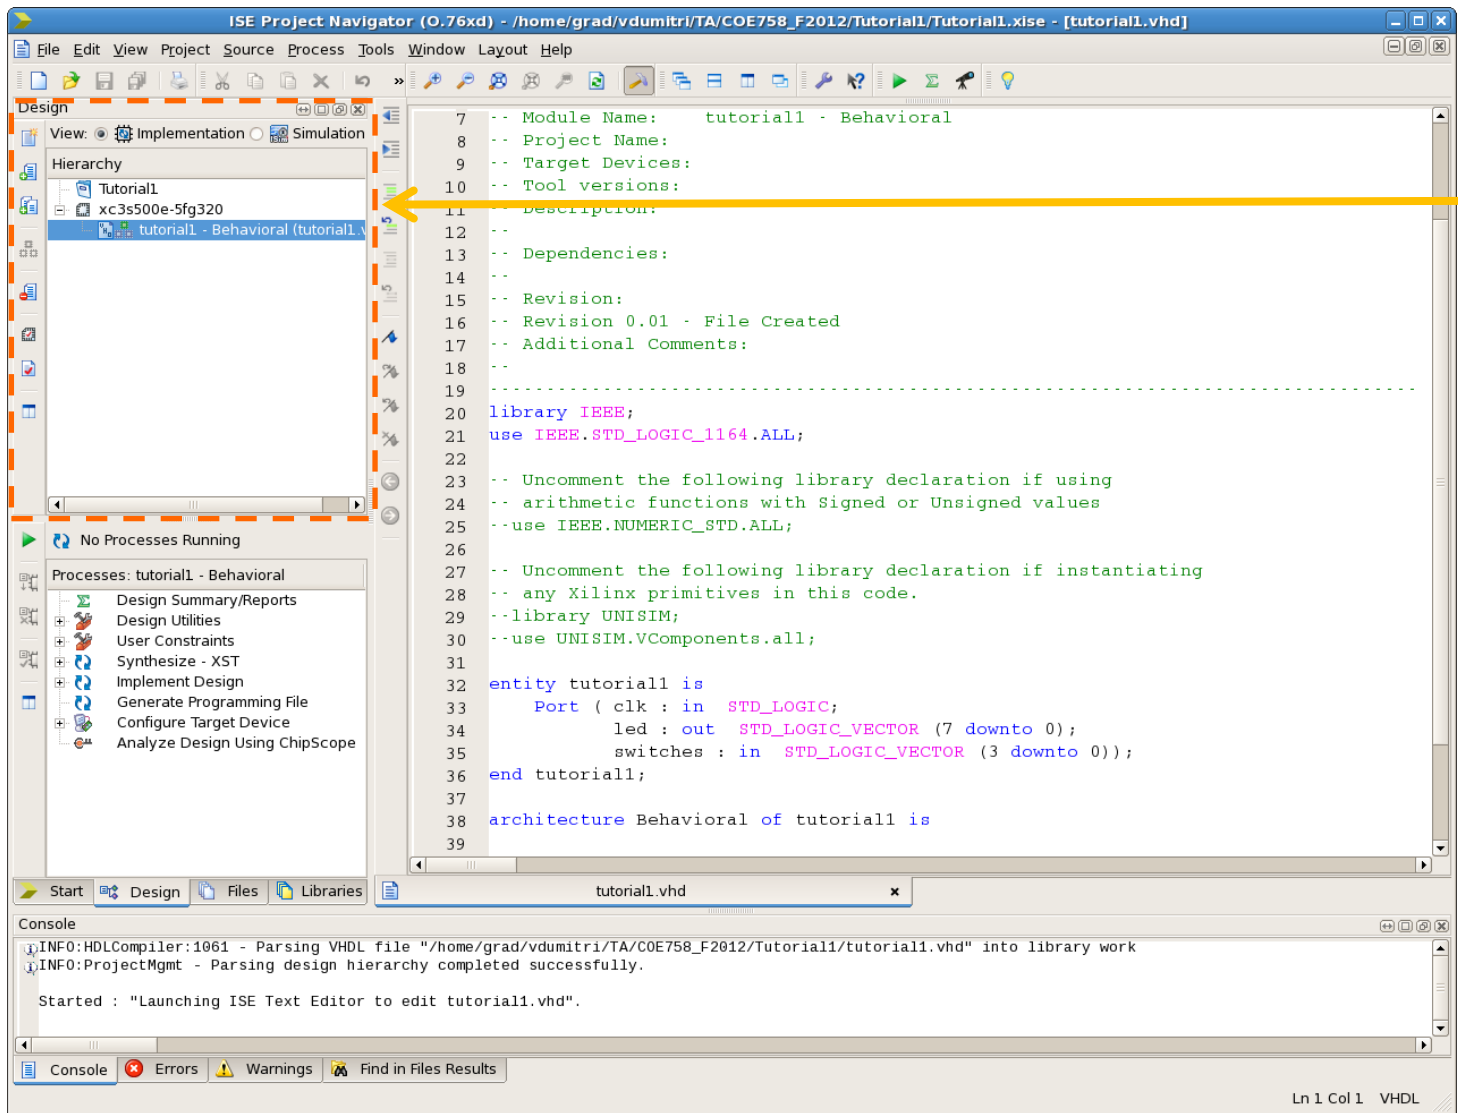 ISE Project Navigator (O.76xd) - /home/grad/vdumitri/TA/COE758_F2012/Tutorial1/Tutorial1.xise - [tutorial1.vhd]
File Edit View Project Source Process Tools Window Layout Help
»
Design
View: Implementation Simulation
Hierarchy
Tutorial1
xc3s500e-5fg320
tutorial1 - Behavioral (tutorial1.v
No Processes Running
Processes: tutorial1 - Behavioral
Design Summary/Reports
Design Utilities
User Constraints
Synthesize - XST
Implement Design
Generate Programming File
Configure Target Device
Analyze Design Using ChipScope
Start Design Files Libraries
7 -- Module Name:    tutorial1 - Behavioral
8 -- Project Name:
9 -- Target Devices:
10 -- Tool versions:
11 -- Description:
12 --
13 -- Dependencies:
14 --
15 -- Revision:
16 -- Revision 0.01 - File Created
17 -- Additional Comments:
18 --
19 ----------------------------------------------------------------------------------
20 library IEEE;
21 use IEEE.STD_LOGIC_1164.ALL;
22
23 -- Uncomment the following library declaration if using
24 -- arithmetic functions with Signed or Unsigned values
25 --use IEEE.NUMERIC_STD.ALL;
26
27 -- Uncomment the following library declaration if instantiating
28 -- any Xilinx primitives in this code.
29 --library UNISIM;
30 --use UNISIM.VComponents.all;
31
32 entity tutorial1 is
33     Port ( clk : in  STD_LOGIC;
34            led : out  STD_LOGIC_VECTOR (7 downto 0);
35            switches : in  STD_LOGIC_VECTOR (3 downto 0));
36 end tutorial1;
37
38 architecture Behavioral of tutorial1 is
39
tutorial1.vhd
Console
INFO:HDLCompiler:1061 - Parsing VHDL file "/home/grad/vdumitri/TA/COE758_F2012/Tutorial1/tutorial1.vhd" into library work
INFO:ProjectMgmt - Parsing design hierarchy completed successfully.
Started : "Launching ISE Text Editor to edit tutorial1.vhd".
Console Errors Warnings Find in Files Results
Ln 1 Col 1 VHDL